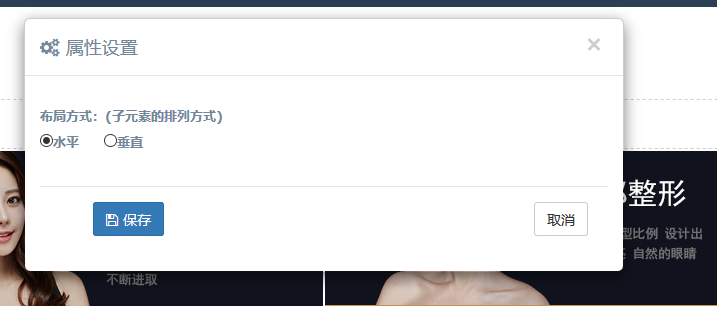 属性设置 ×
布局方式：(子元素的排列方式)
水平 垂直
保存 取消
整形
型比例 设计出
自然的眼睛
不断进取